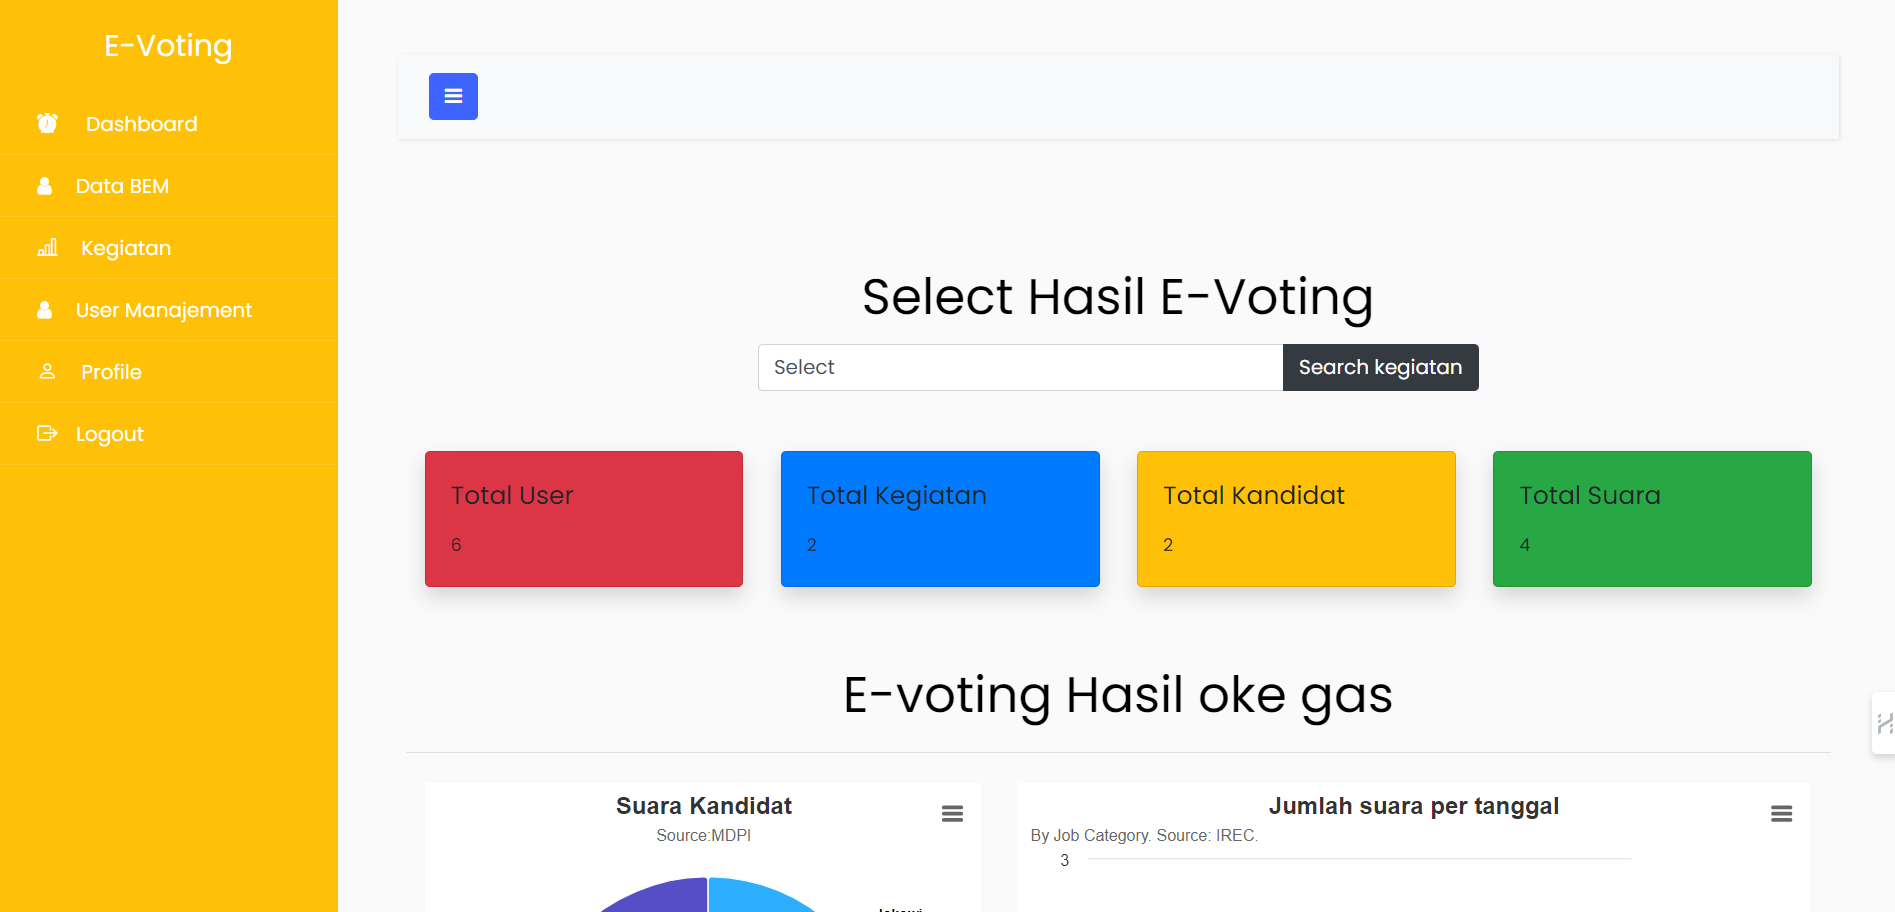 E-Voting
Dashboard
Data BEM
Kegiatan
User Manajement
Profile
Logout
Select Hasil E-Voting
Select
Search kegiatan
Total User
6
Total Kegiatan
2
Total Kandidat
2
Total Suara
4
E-voting Hasil oke gas
Suara Kandidat
Source:MDPI
Jumlah suara per tanggal
By Job Category. Source: IREC.
3